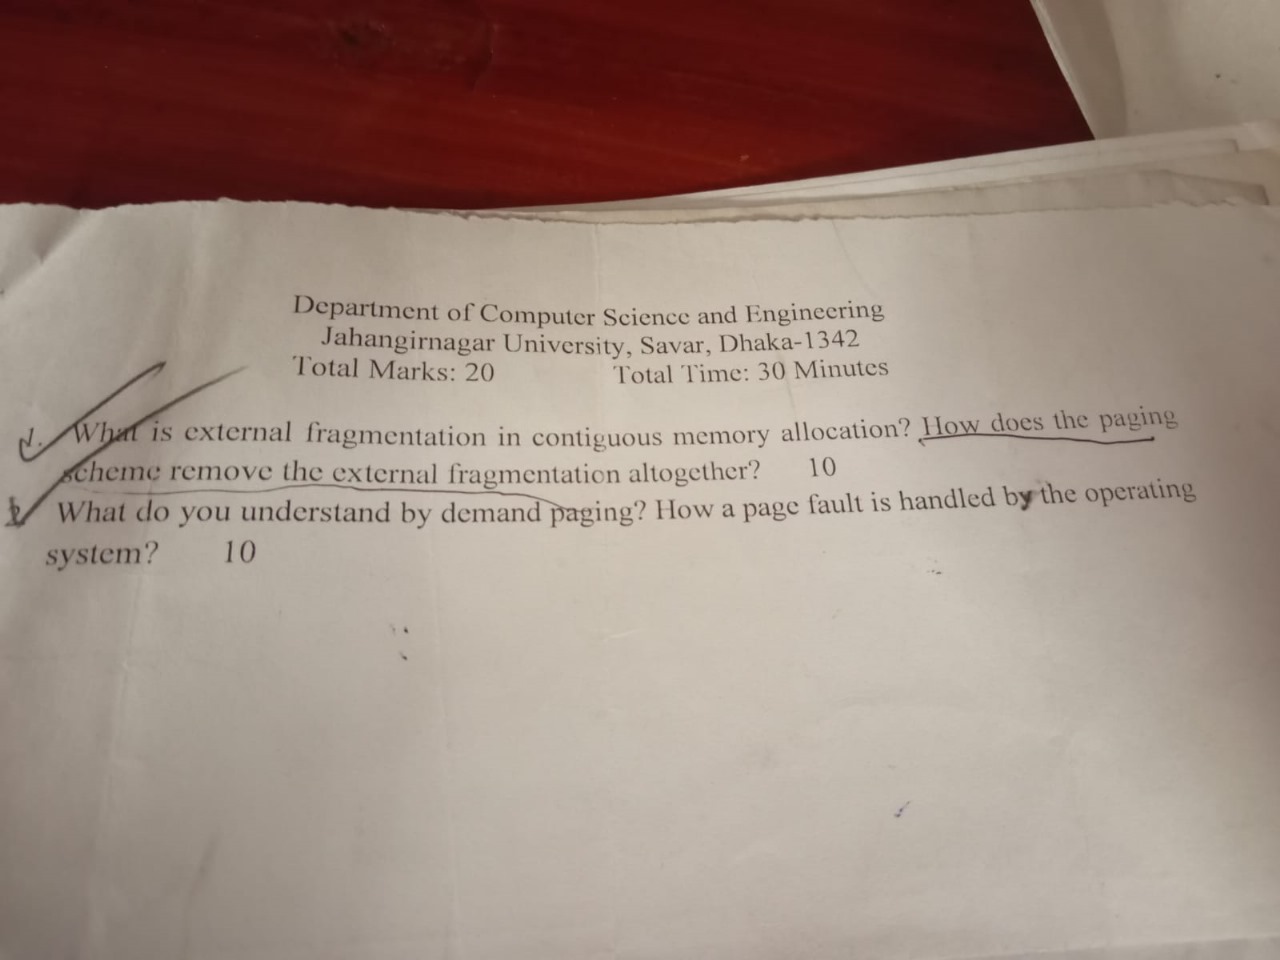 Department of Computer Science and Engineering
Jahangirnagar University, Savar, Dhaka-1342
Total Marks: 20 Total Time: 30 Minutes
1. What is external fragmentation in contiguous memory allocation? How does the paging
scheme remove the external fragmentation altogether? 10
What do you understand by demand paging? How a page fault is handled by the operating
system? 10